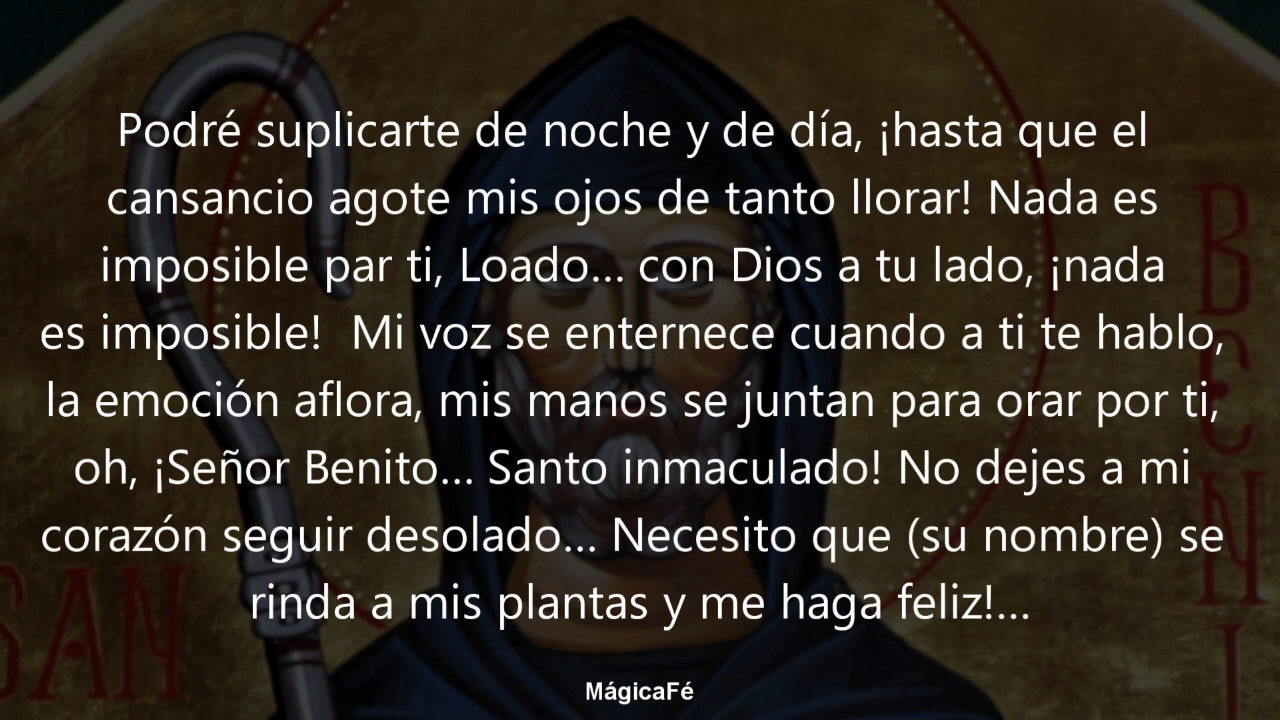 Podré suplicarte de noche y de día, ¡hasta que el
cansancio agote mis ojos de tanto llorar! Nada es
imposible par ti, Loado... con Dios a tu lado, ¡nada
es imposible!  Mi voz se enternece cuando a ti te hablo,
la emoción aflora, mis manos se juntan para orar por ti,
oh, ¡Señor Benito... Santo inmaculado! No dejes a mi
corazón seguir desolado... Necesito que (su nombre) se
rinda a mis plantas y me haga feliz!...
SAN
BENI
MágicaFé